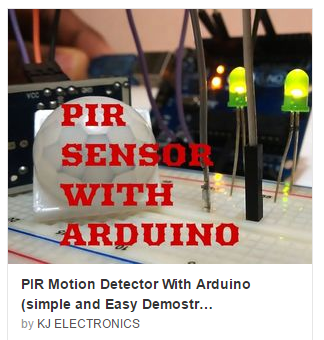 PIR
SENSOR
WITH
ARDUINO
PIR Motion Detector With Arduino
(simple and Easy Demostr...
by KJ ELECTRONICS